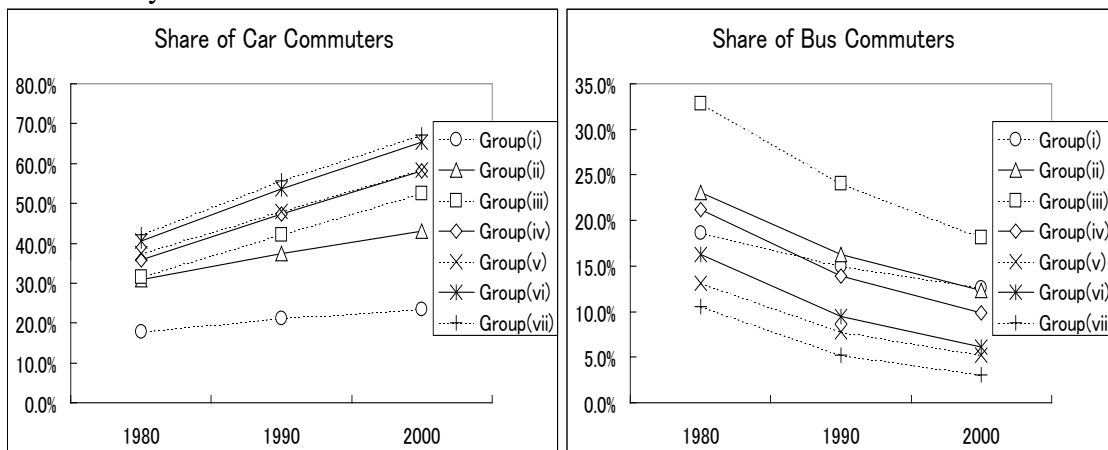 Share of Car Commuters
80.0%
70.0%
60.0%
50.0%
40.0%
30.0%
20.0%
10.0%
0.0%
1980 1990 2000
Group(i)
Group(ii)
Group(iii)
Group(iv)
Group(v)
Group(vi)
Group(vii)
Share of Bus Commuters
35.0%
30.0%
25.0%
20.0%
15.0%
10.0%
5.0%
0.0%
1980 1990 2000
Group(i)
Group(ii)
Group(iii)
Group(iv)
Group(v)
Group(vi)
Group(vii